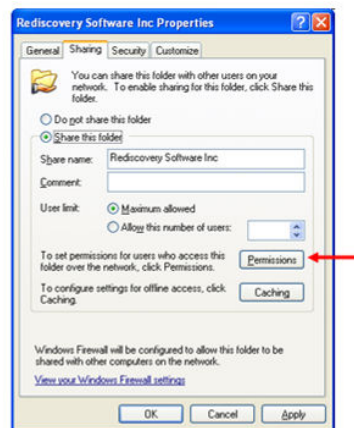 Rediscovery Software Inc Properties
General Sharing Security Customize
You can share this folder with other users on your
network. To enable sharing for this folder, click Share this
folder.
Do not share this folder
Share this folder
Share name: Rediscovery Software Inc
Comment:
User limit: Maximum allowed
Allow this number of users:
To set permissions for users who access this
folder over the network, click Permissions.
Permissions
To configure settings for offline access, click
Caching.
Caching
Windows Firewall will be configured to allow this folder to be
shared with other computers on the network.
View your Windows Firewall settings
OK Cancel Apply